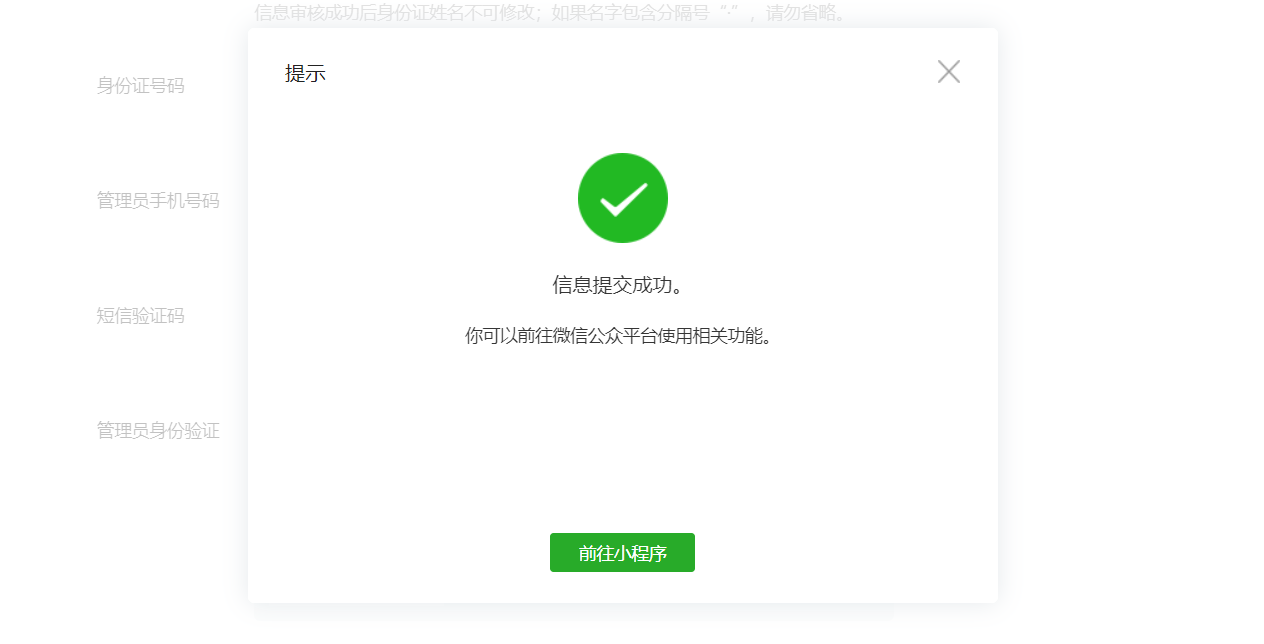 信息审核成功后身份证姓名不可修改；如果名字包含分隔号“·”，请勿省略。
提示
身份证号码
管理员手机号码
信息提交成功。
短信验证码
你可以前往微信公众平台使用相关功能。
管理员身份验证
前往小程序